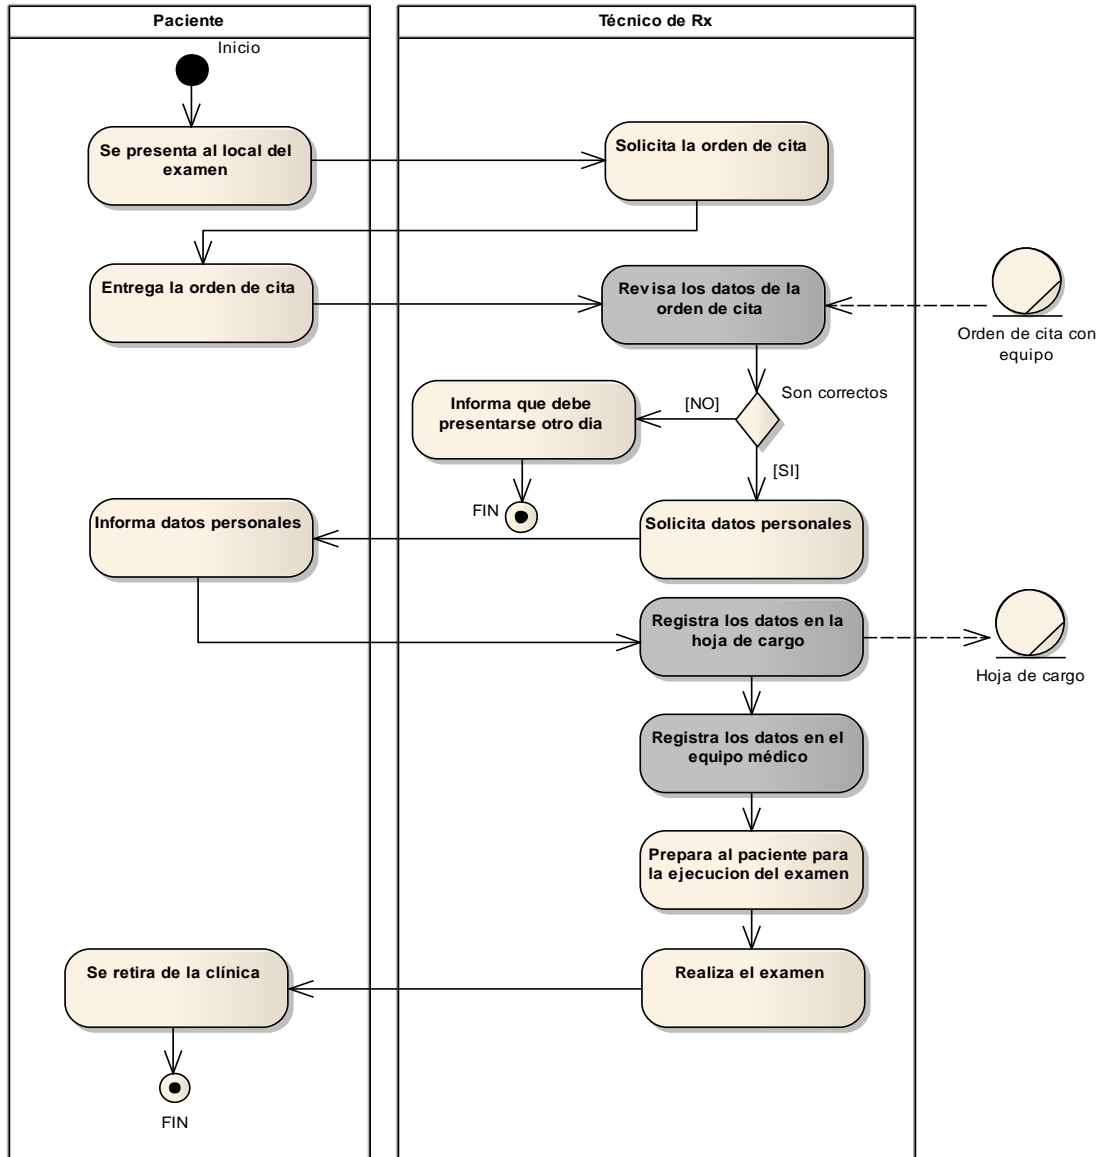 Paciente
Técnico de Rx
Inicio
Se presenta al local del
examen
Solicita la orden de cita
Entrega la orden de cita
Revisa los datos de la
orden de cita
Orden de cita con
equipo
Son correctos
[NO]
Informa que debe
presentarse otro dia
[SI]
FIN
Informa datos personales
Solicita datos personales
Registra los datos en la
hoja de cargo
Hoja de cargo
Registra los datos en el
equipo médico
Prepara al paciente para
la ejecucion del examen
Se retira de la clínica
Realiza el examen
FIN